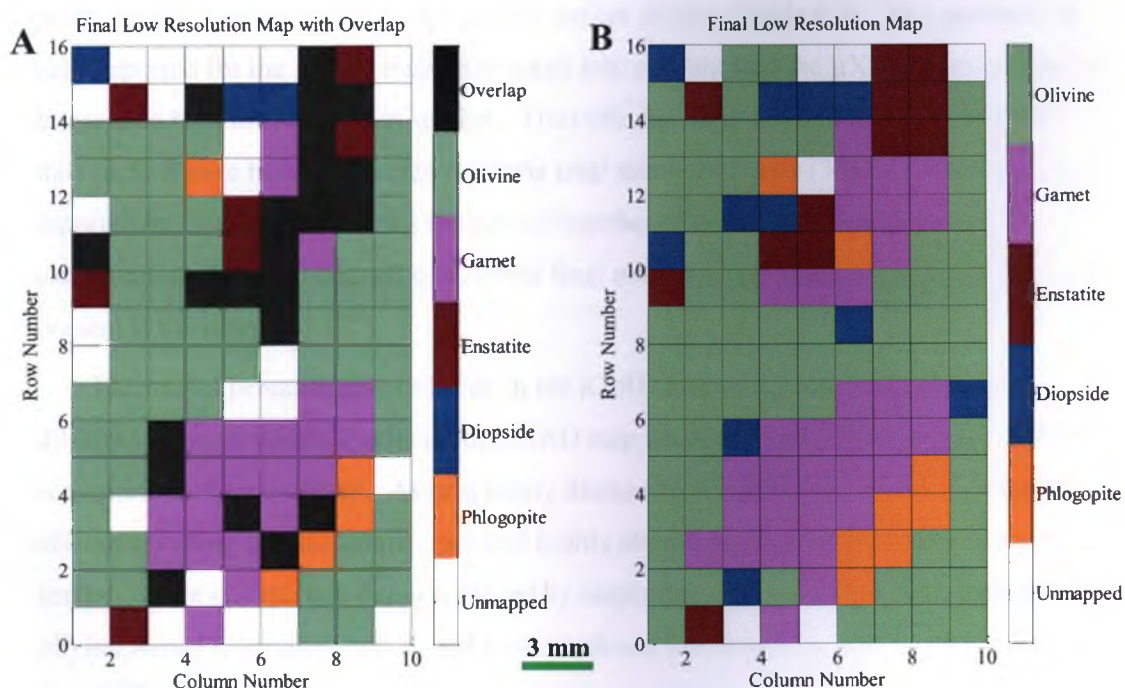 A
Final Low Resolution Map with Overlap
16
14
12
10
8
6
4
2
0
Row Number
2
4
6
8
10
Column Number
Overlap
Olivine
Garnet
Enstatite
Diopside
Phlogopite
Unmapped
3 mm
B
Final Low Resolution Map
16
14
12
10
8
6
4
2
0
Row Number
2
4
6
8
10
Column Number
Olivine
Garnet
Enstatite
Diopside
Phlogopite
Unmapped